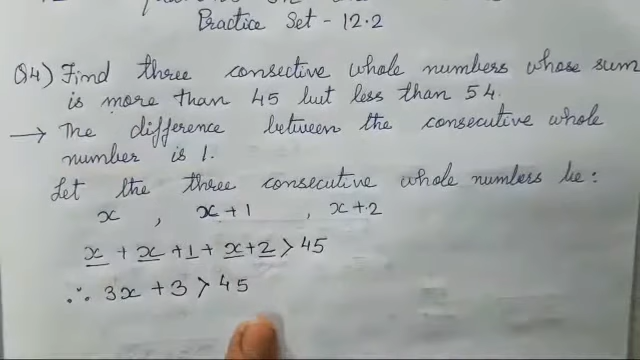 Practice Set - 12.2
Q4) Find three consective whole numbers whose sum
is more than 45 but less than 54.
→ The difference between the consecutive whole
number is 1.
Let the three consecutive whole numbers be:
x , x+1 , x+2
x + x + 1 + x + 2 > 45
∴ 3x + 3 > 45